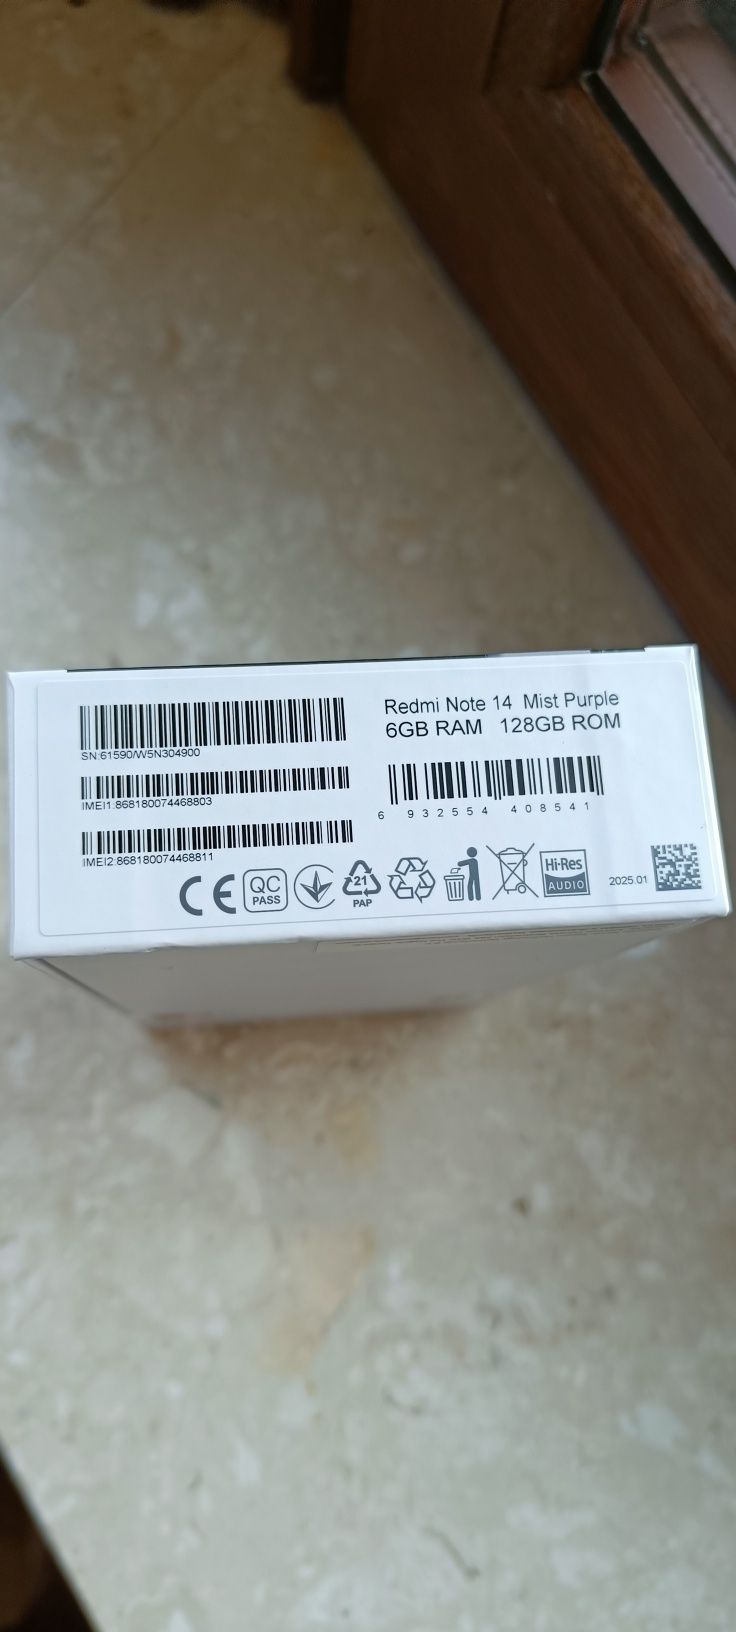 SN:61590/W5N304900
IMEI1:868180074468803
IMEI2:868180074468811
Redmi Note 14 Mist Purple
6GB RAM 128GB ROM
6 932554 408541
CE
QC
PASS
21
PAP
Hi-Res
AUDIO
2025.01